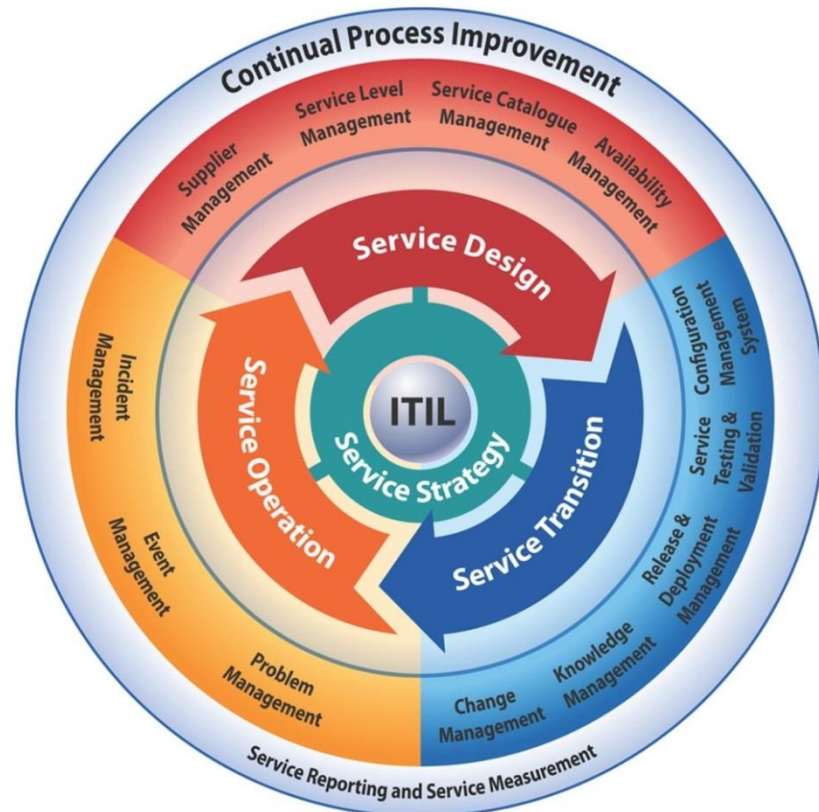 Continual Process Improvement
Supplier
Management
Service Level
Management
Service Catalogue
Management
Availability
Management
Configuration
Management
System
Service
Testing &
Validation
Release &
Deployment
Management
Knowledge
Management
Change
Management
Problem
Management
Event
Management
Incident
Management
Service Design
Service Transition
Service Operation
Service Strategy
ITIL
Service Reporting and Service Measurement